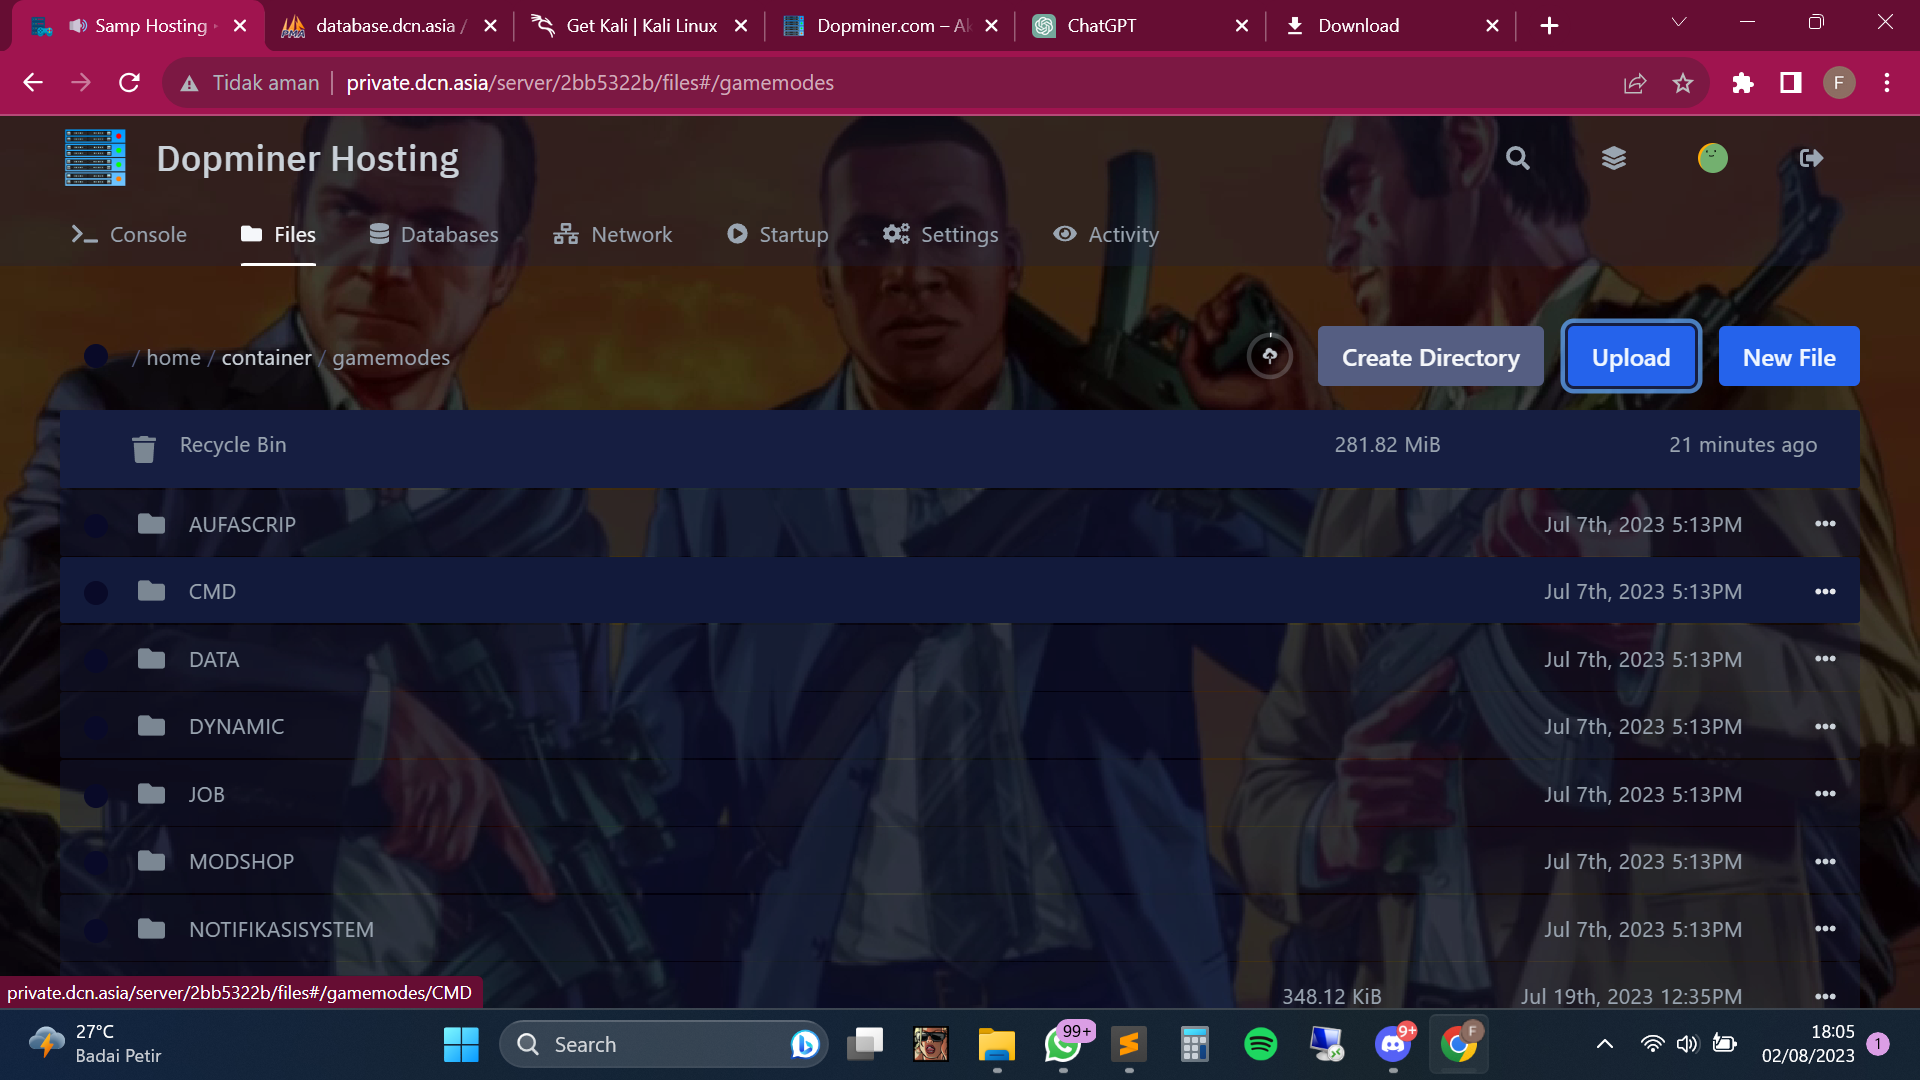 Samp Hosting
database.dcn.asia /
Get Kali | Kali Linux
Dopminer.com – Ak
ChatGPT
Download
Tidak aman
private.dcn.asia/server/2bb5322b/files#/gamemodes
F
Dopminer Hosting
Console
Files
Databases
Network
Startup
Settings
Activity
/ home / container / gamemodes
Create Directory
Upload
New File
Recycle Bin
281.82 MiB
21 minutes ago
AUFASCRIP
Jul 7th, 2023 5:13PM
CMD
Jul 7th, 2023 5:13PM
DATA
Jul 7th, 2023 5:13PM
DYNAMIC
Jul 7th, 2023 5:13PM
JOB
Jul 7th, 2023 5:13PM
MODSHOP
Jul 7th, 2023 5:13PM
NOTIFIKASISYSTEM
Jul 7th, 2023 5:13PM
348.12 KiB
Jul 19th, 2023 12:35PM
private.dcn.asia/server/2bb5322b/files#/gamemodes/CMD
27°C
Badai Petir
Search
99+
9+
F
18:05
02/08/2023
1